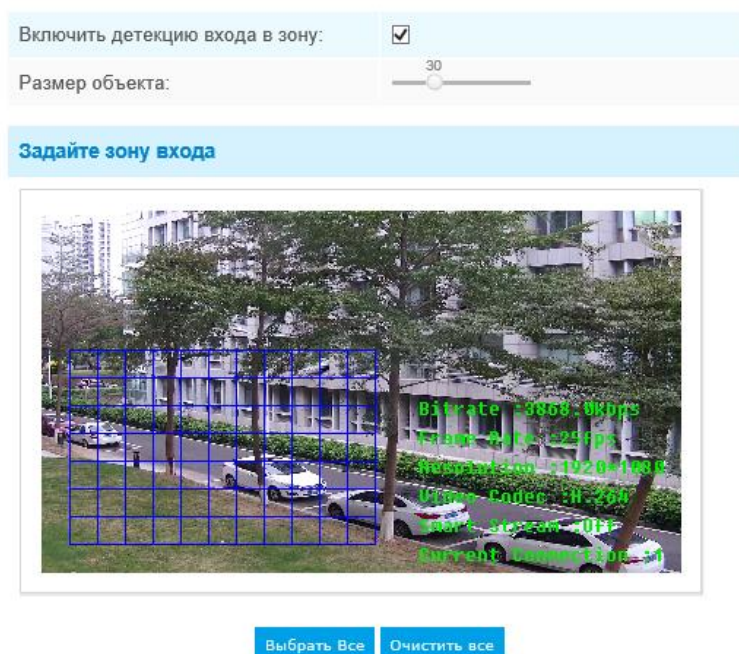 Включить детекцию входа в зону:
Размер объекта:
30
Задайте зону входа
Bitrate :3868.0Kbps
Frame Rate :25fps
Resolution :1920*1080
Video Codec :H.264
Smart Stream :Off
Current Connection :1
Выбрать Все
Очистить все